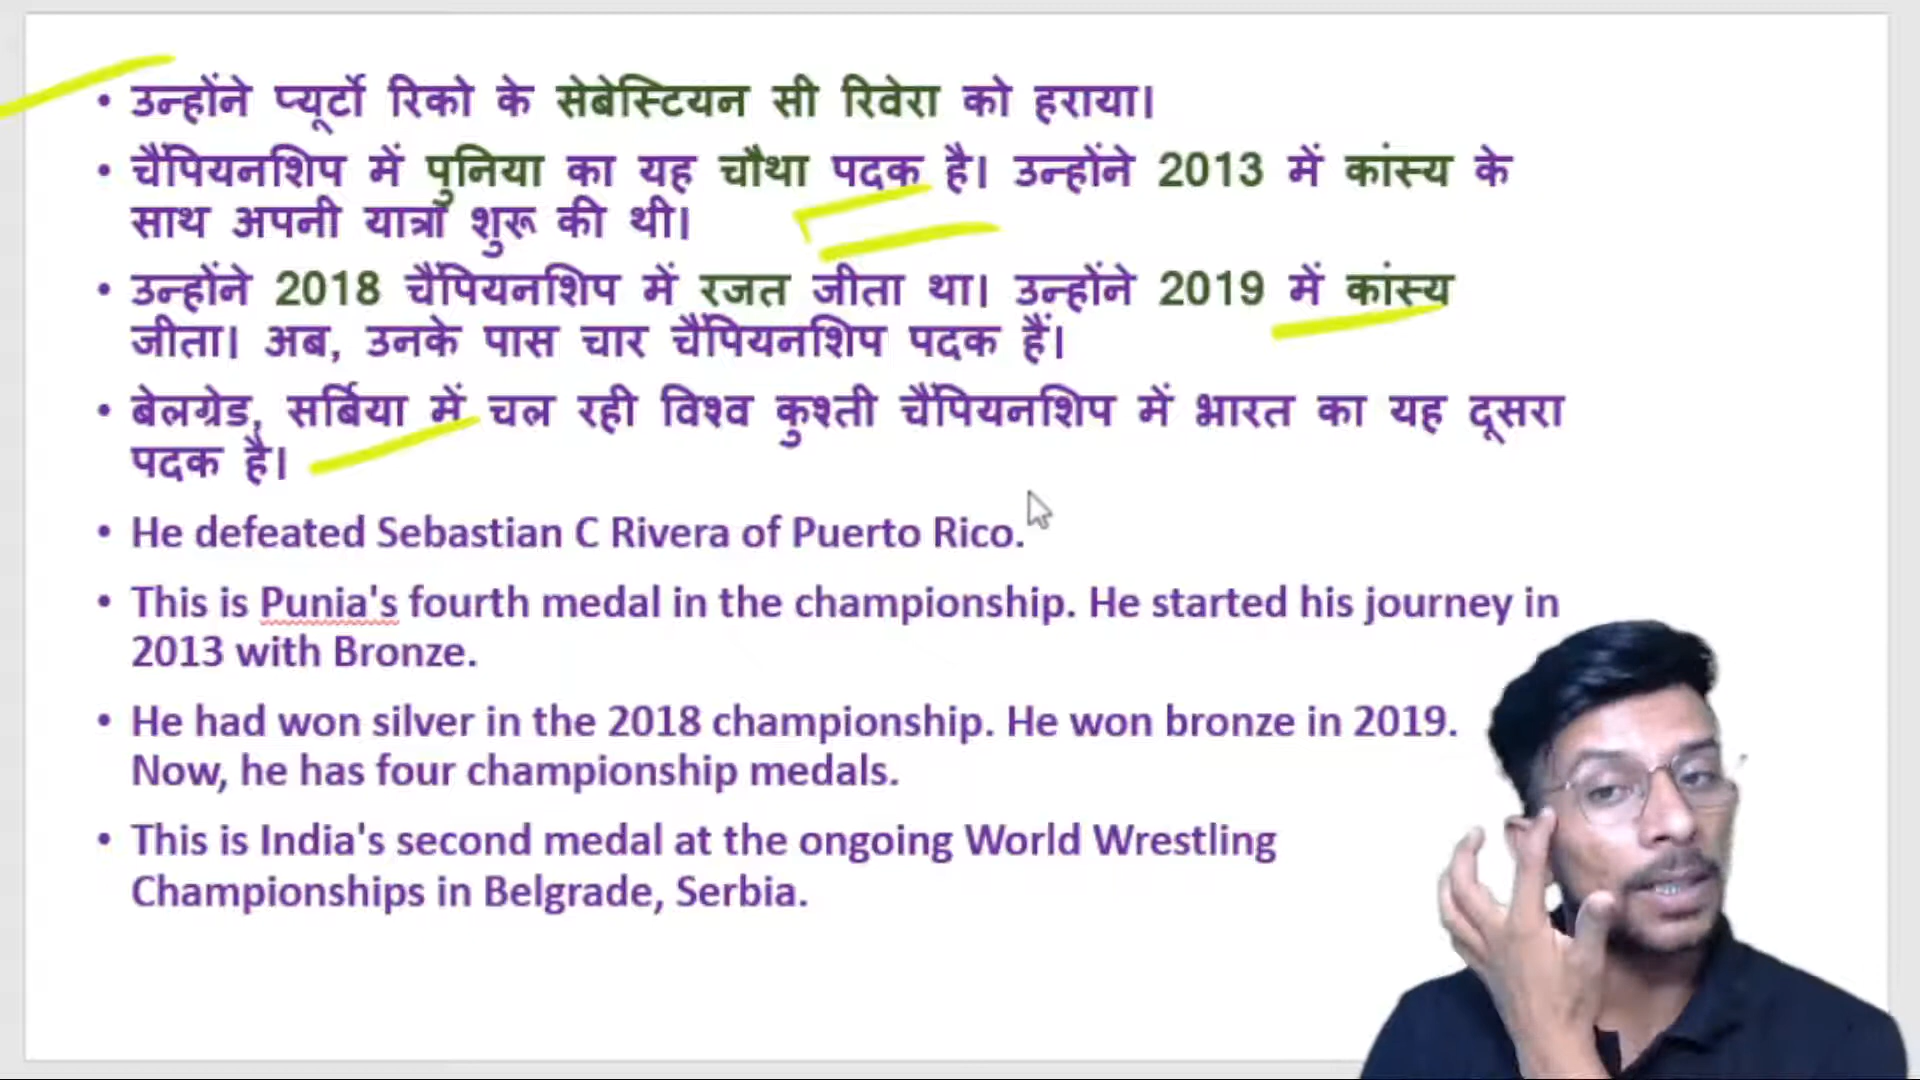 • उन्होंने प्यूर्टो रिको के सेबेस्टियन सी रिवेरा को हराया।
• चैंपियनशिप में पुनिया का यह चौथा पदक है। उन्होंने 2013 में कांस्य के
साथ अपनी यात्रा शुरू की थी।
• उन्होंने 2018 चैंपियनशिप में रजत जीता था। उन्होंने 2019 में कांस्य
जीता। अब, उनके पास चार चैंपियनशिप पदक हैं।
• बेलग्रेड, सर्बिया में चल रही विश्व कुश्ती चैंपियनशिप में भारत का यह दूसरा
पदक है।
• He defeated Sebastian C Rivera of Puerto Rico.
• This is Punia's fourth medal in the championship. He started his journey in
2013 with Bronze.
• He had won silver in the 2018 championship. He won bronze in 2019.
Now, he has four championship medals.
• This is India's second medal at the ongoing World Wrestling
Championships in Belgrade, Serbia.